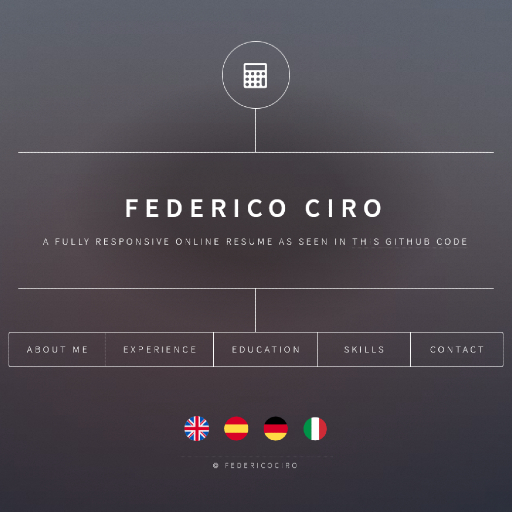 FEDERICO CIRO
A FULLY RESPONSIVE ONLINE RESUME AS SEEN IN THIS GITHUB CODE
ABOUT ME EXPERIENCE EDUCATION SKILLS CONTACT
© FEDERICOCIRO